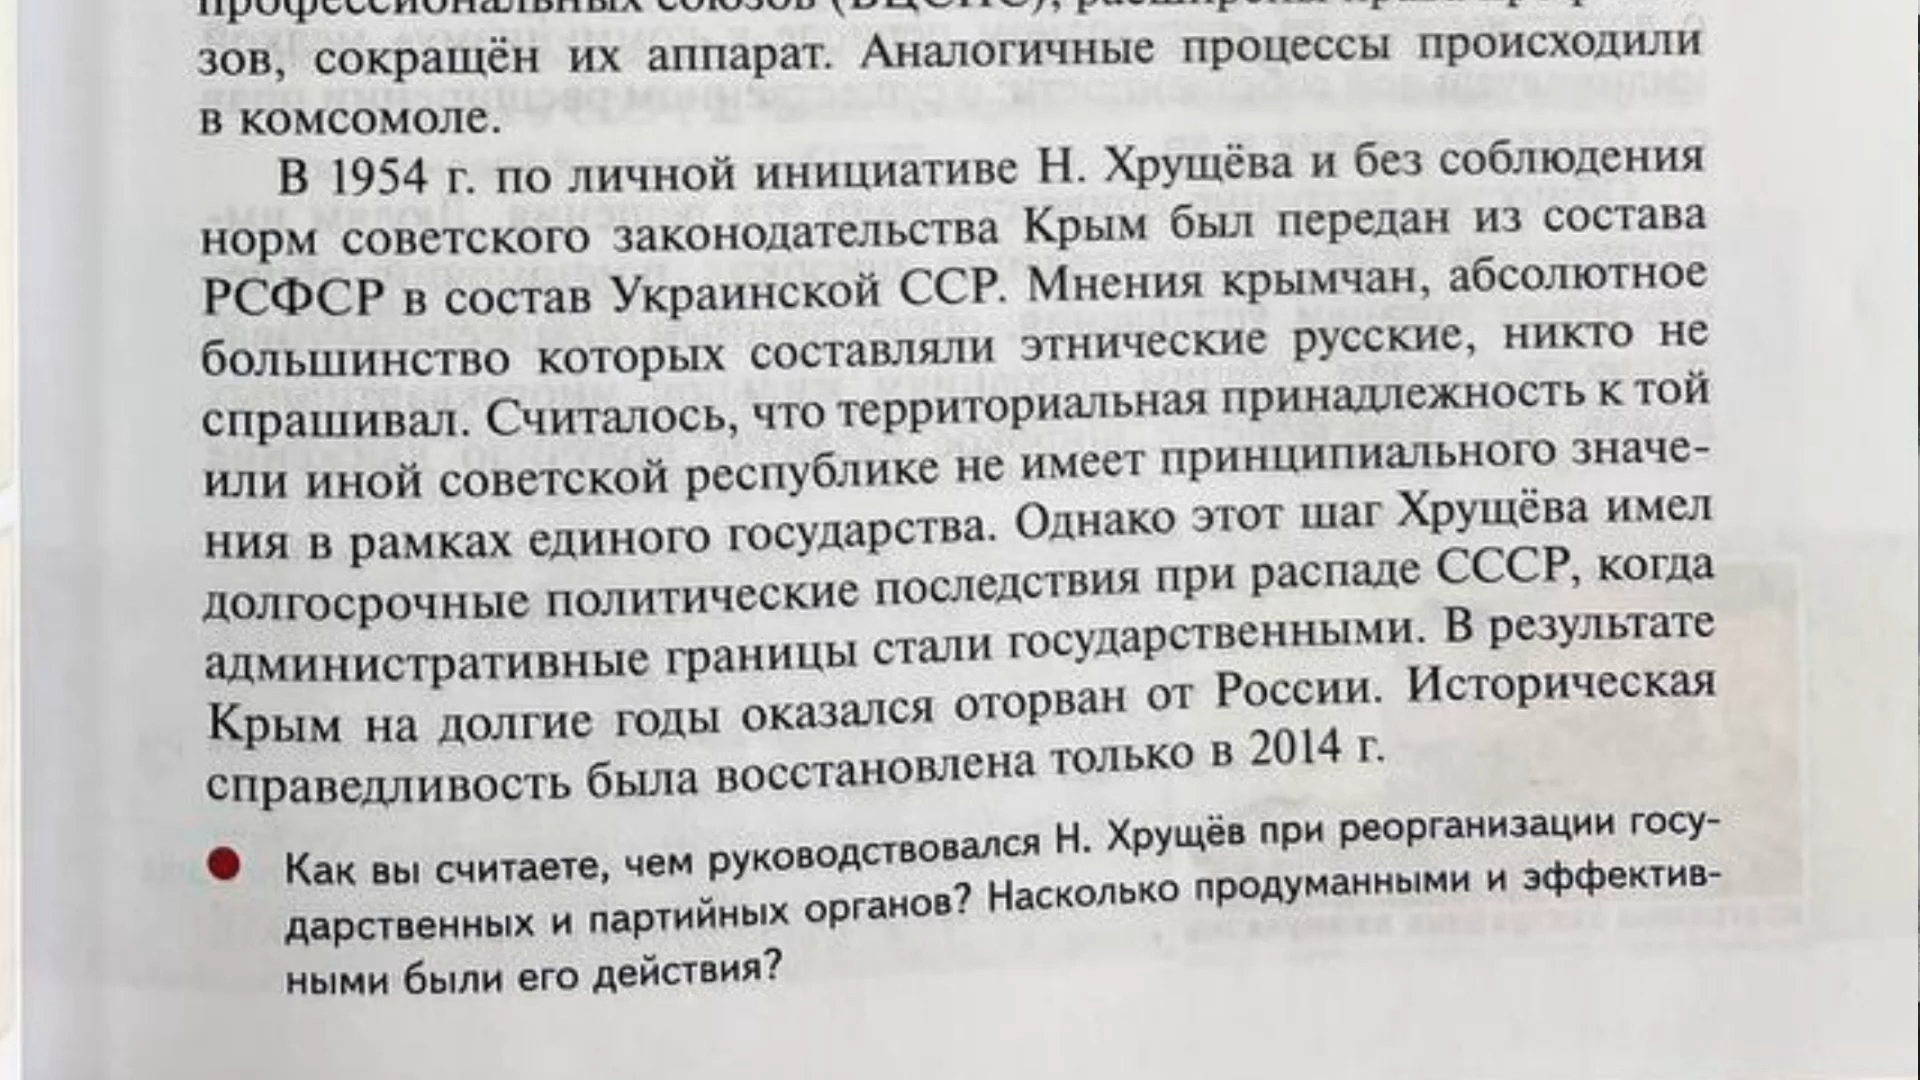 профессиональных союзов (ВЦСПС), расширены права
зов, сокращён их аппарат. Аналогичные процессы происходили
в комсомоле.
В 1954 г. по личной инициативе Н. Хрущёва и без соблюдения
норм советского законодательства Крым был передан из состава
РСФСР в состав Украинской ССР. Мнения крымчан, абсолютное
большинство которых составляли этнические русские, никто не
спрашивал. Считалось, что территориальная принадлежность к той
или иной советской республике не имеет принципиального значе-
ния в рамках единого государства. Однако этот шаг Хрущёва имел
долгосрочные политические последствия при распаде СССР, когда
административные границы стали государственными. В результате
Крым на долгие годы оказался оторван от России. Историческая
справедливость была восстановлена только в 2014 г.
Как вы считаете, чем руководствовался Н. Хрущёв при реорганизации госу-
дарственных и партийных органов? Насколько продуманными и эффектив-
ными были его действия?